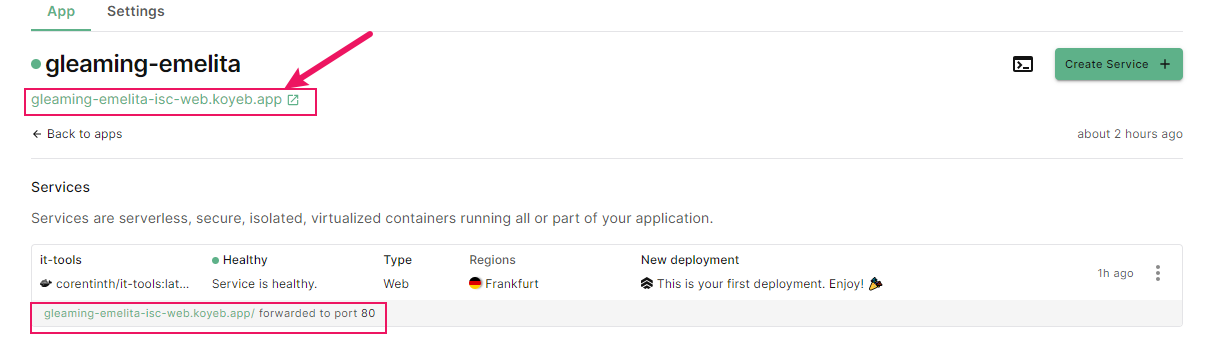 App Settings
gleaming-emelita
Create Service +
gleaming-emelita-isc-web.koyeb.app
← Back to apps about 2 hours ago
Services
Services are serverless, secure, isolated, virtualized containers running all or part of your application.
it-tools Healthy Type Regions New deployment
corentinth/it-tools:lat... Service is healthy. Web Frankfurt This is your first deployment. Enjoy! 🎉 1h ago
gleaming-emelita-isc-web.koyeb.app/ forwarded to port 80